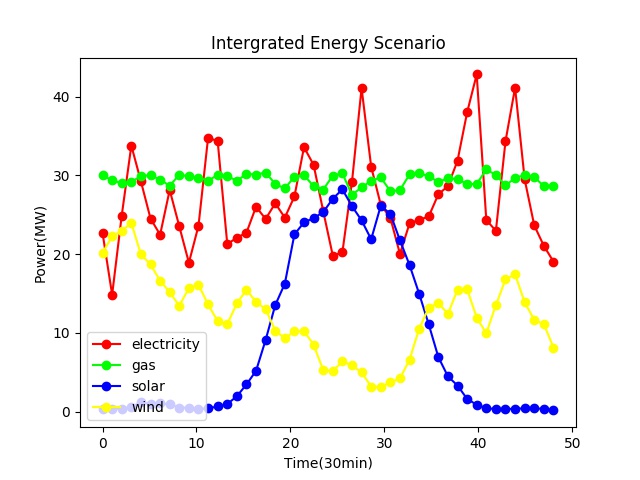 Intergrated Energy Scenario
Power(MW)
40
30
20
10
0
electricity
gas
solar
wind
0 10 20 30 40 50
Time(30min)